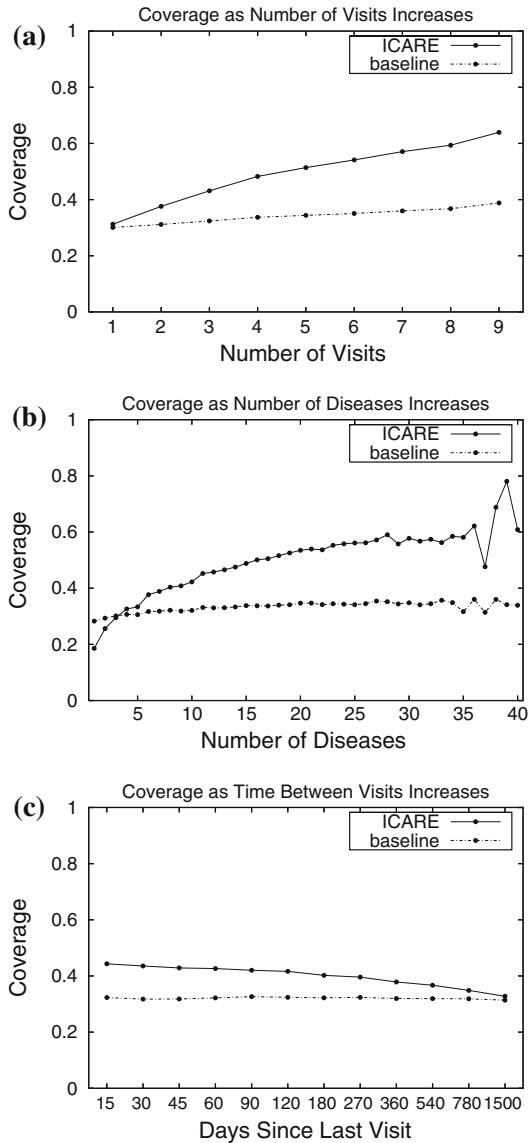 (a)
Coverage as Number of Visits Increases
ICARE
baseline
1
0.8
0.6
0.4
0.2
0
Coverage
1 2 3 4 5 6 7 8 9
Number of Visits
(b)
Coverage as Number of Diseases Increases
ICARE
baseline
1
0.8
0.6
0.4
0.2
0
Coverage
5 10 15 20 25 30 35 40
Number of Diseases
(c)
Coverage as Time Between Visits Increases
ICARE
baseline
1
0.8
0.6
0.4
0.2
0
Coverage
15 30 45 60 90 120 180 270 360 540 780 1500
Days Since Last Visit